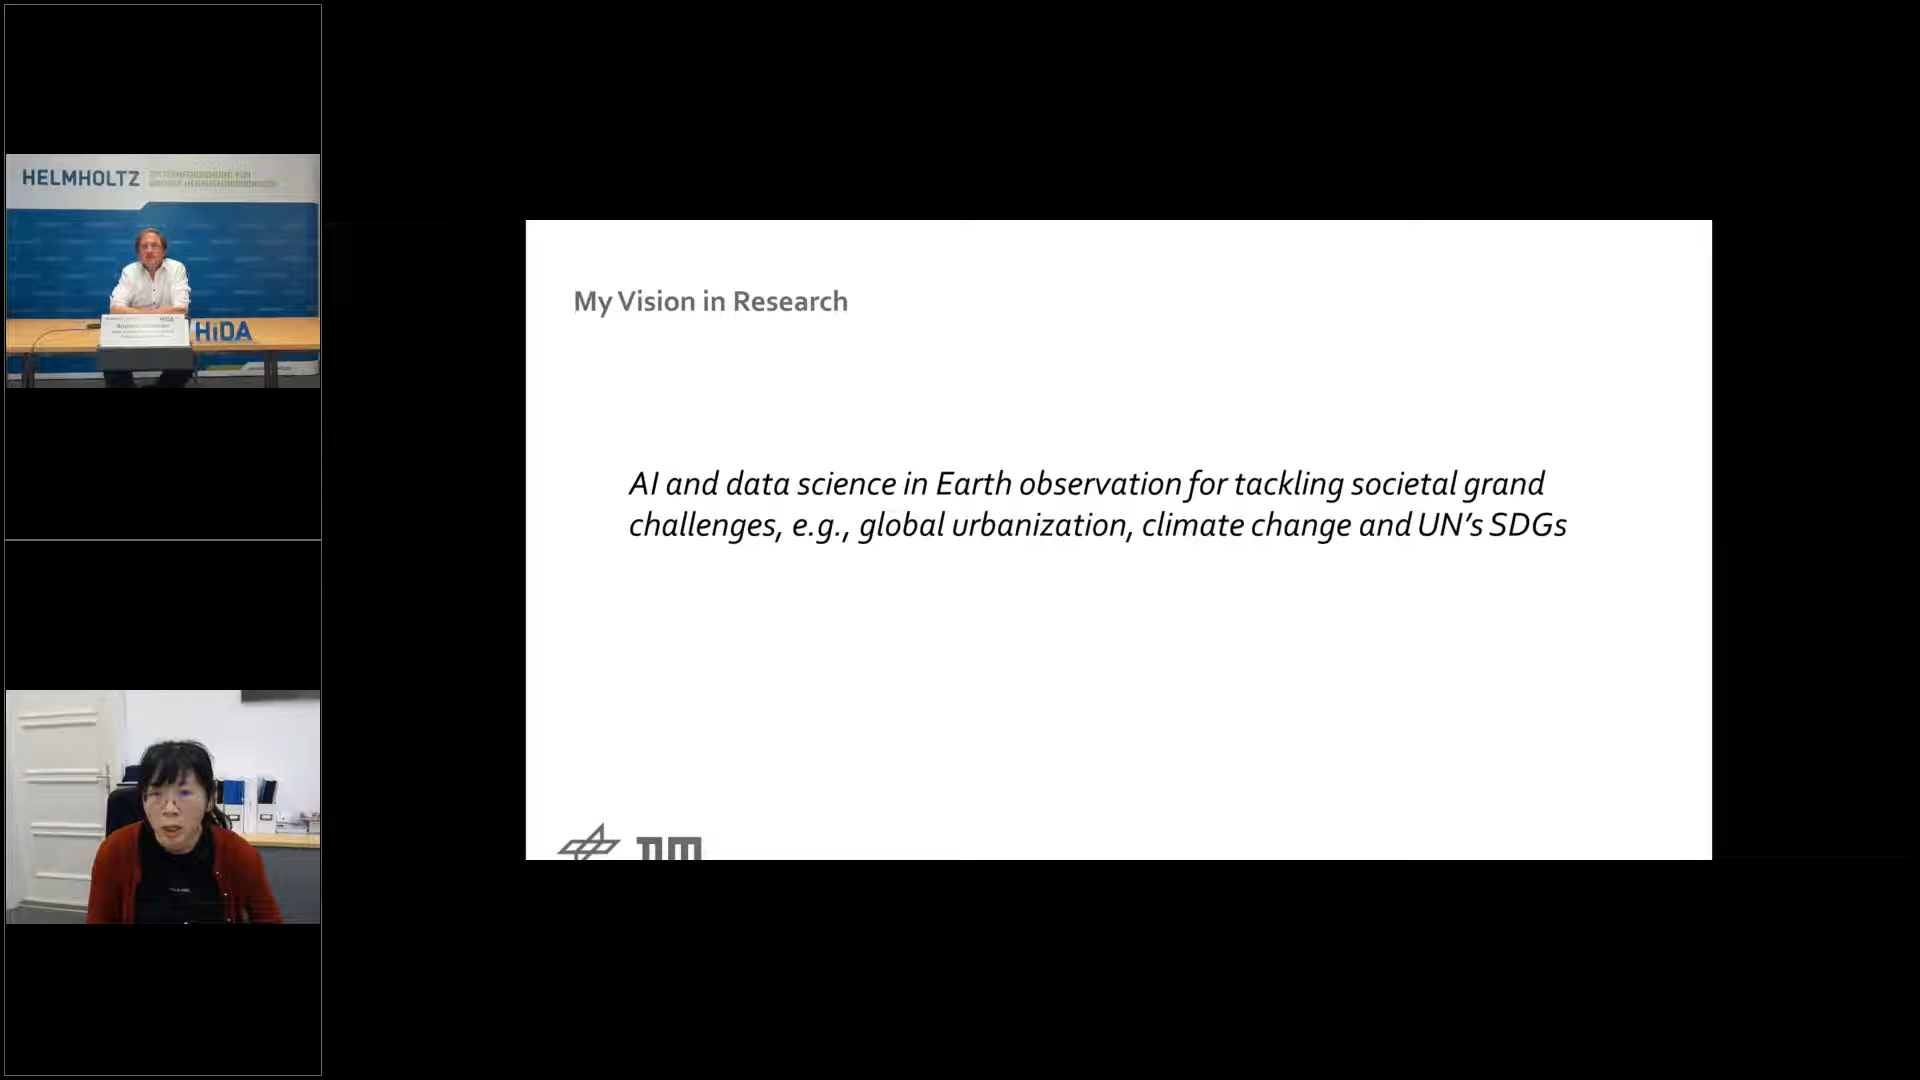 HELMHOLTZ
HiDA
My Vision in Research
AI and data science in Earth observation for tackling societal grand
challenges, e.g., global urbanization, climate change and UN’s SDGs